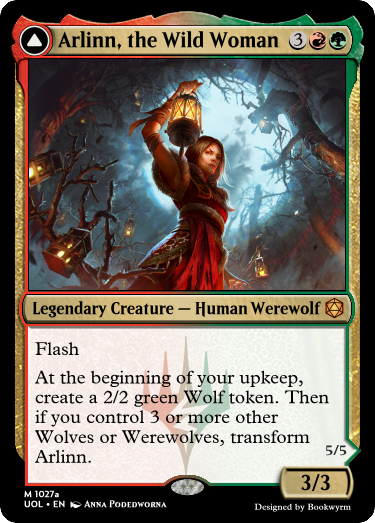 Arlinn, the Wild Woman 3
Legendary Creature — Human Werewolf
Flash
At the beginning of your upkeep,
create a 2/2 green Wolf token. Then
if you control 3 or more other
Wolves or Werewolves, transform
Arlinn.
5/5
3/3
M 1027a
UOL • EN Anna Podedworna
Designed by Bookwyrm